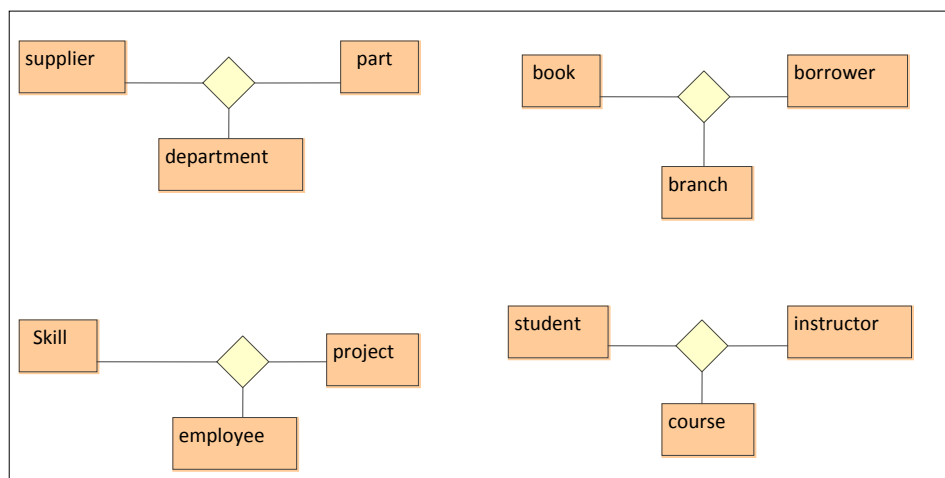 supplier
part
department
book
borrower
branch
Skill
project
employee
student
instructor
course